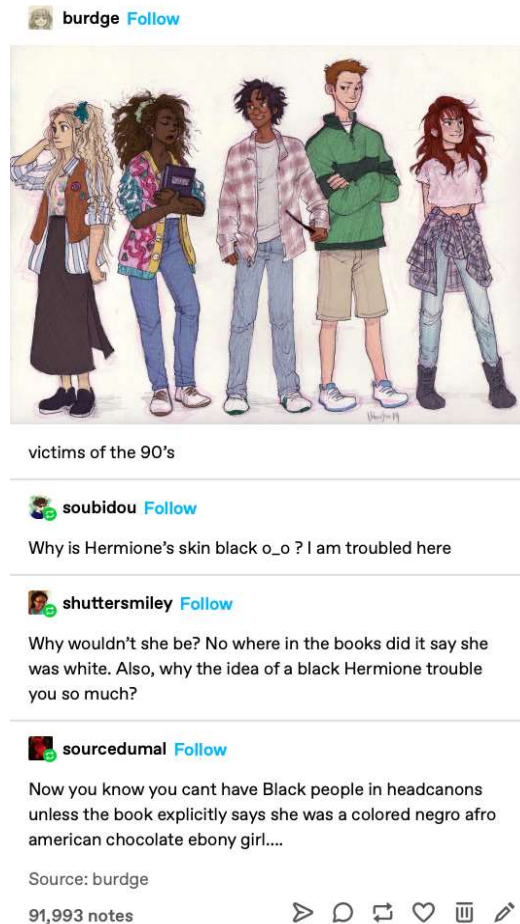 burdge Follow
victims of the 90's
soubidou Follow
Why is Hermione's skin black o_o ? I am troubled here
shuttersmiley Follow
Why wouldn't she be? No where in the books did it say she
was white. Also, why the idea of a black Hermione trouble
you so much?
sourcedumal Follow
Now you know you cant have Black people in headcanons
unless the book explicitly says she was a colored negro afro
american chocolate ebony girl....
Source: burdge
91,993 notes